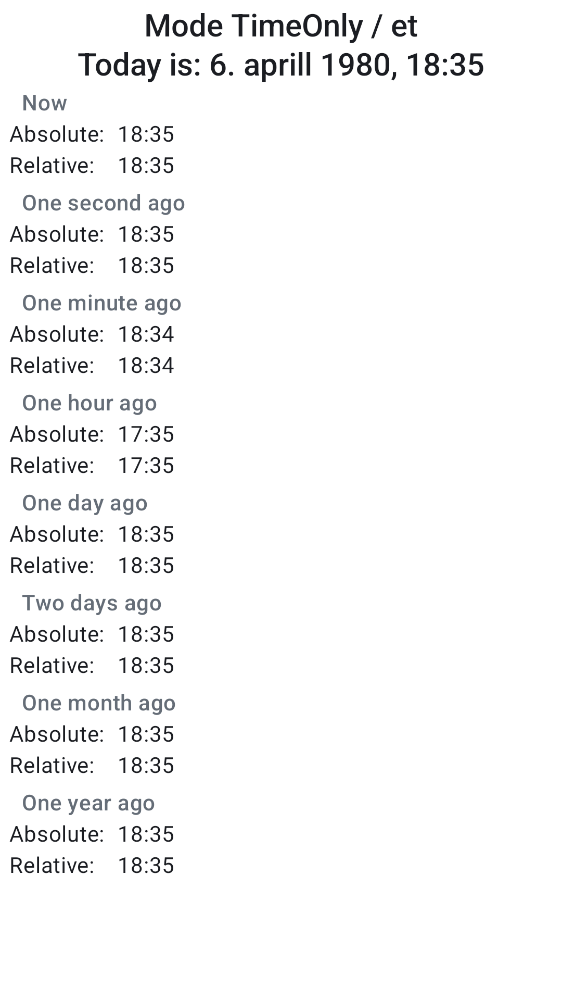 Mode TimeOnly / et
Today is: 6. aprill 1980, 18:35
Now
Absolute: 18:35
Relative: 18:35
One second ago
Absolute: 18:35
Relative: 18:35
One minute ago
Absolute: 18:34
Relative: 18:34
One hour ago
Absolute: 17:35
Relative: 17:35
One day ago
Absolute: 18:35
Relative: 18:35
Two days ago
Absolute: 18:35
Relative: 18:35
One month ago
Absolute: 18:35
Relative: 18:35
One year ago
Absolute: 18:35
Relative: 18:35